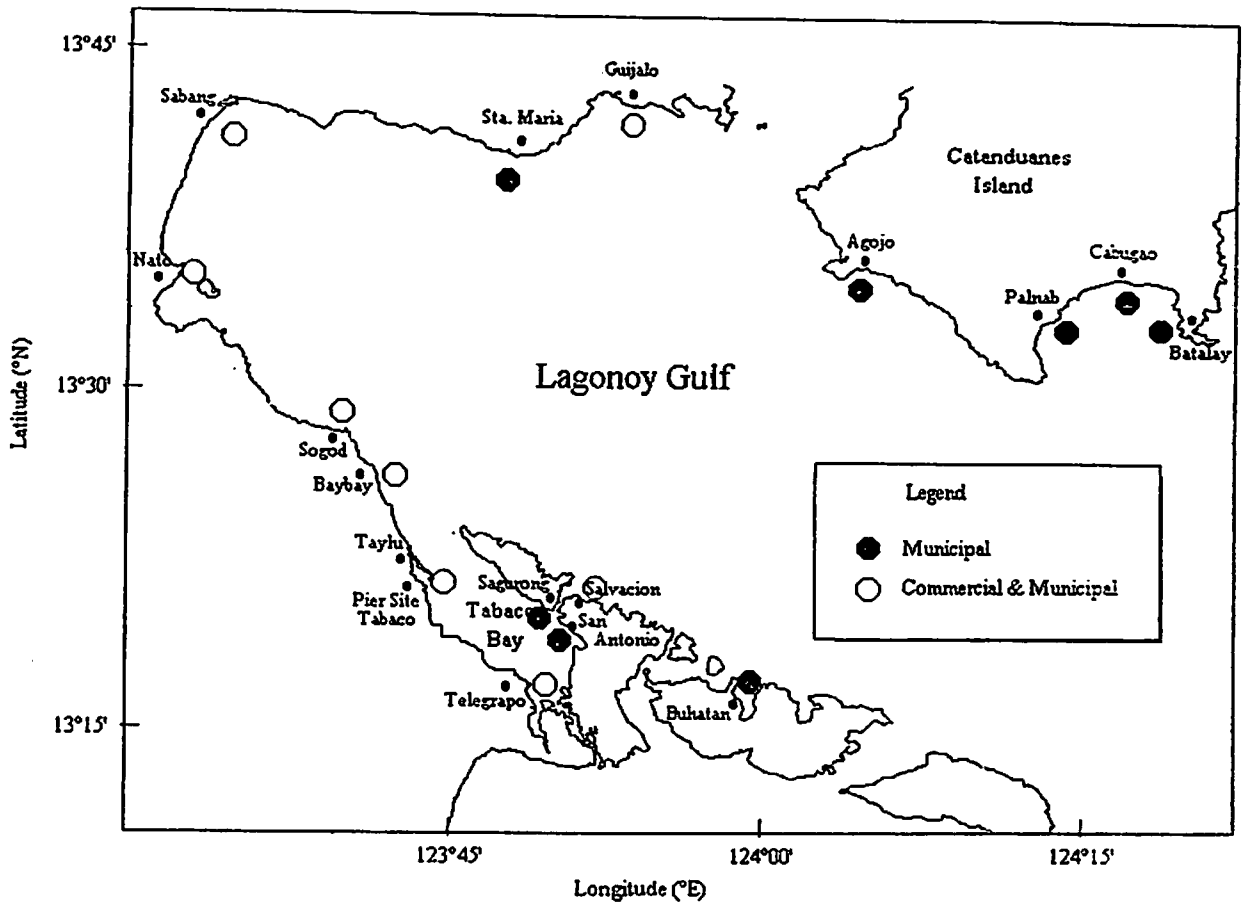 13°45'
Guijalo
Sabang
Sta. Maria
Catanduanes
Island
Agojo
Cabugao
Nato
Palnab
Batalay
Latitude (°N)
13°30'
Lagonoy Gulf
Sogod
Baybay
Legend
Municipal
Commercial & Municipal
Tayhi
Pier Site
Tabaco
Sagurong
Salvacion
Tabaco
Bay
San
Antonio
Telegrapo
Buhatan
13°15'
123°45'
124°00'
124°15'
Longitude (°E)